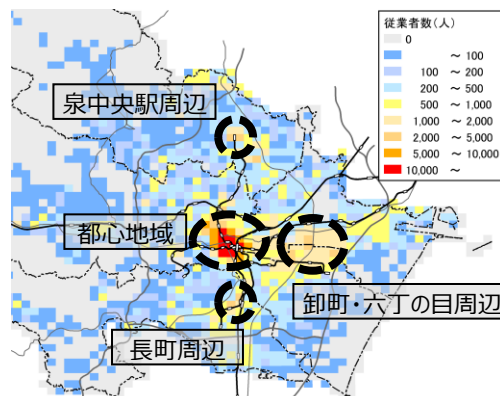 従業者数(人)
0
～ 100
100 ～ 200
200 ～ 500
500 ～ 1,000
1,000 ～ 2,000
2,000 ～ 5,000
5,000 ～ 10,000
10,000 ～
泉中央駅周辺
都心地域
卸町・六丁の目周辺
長町周辺